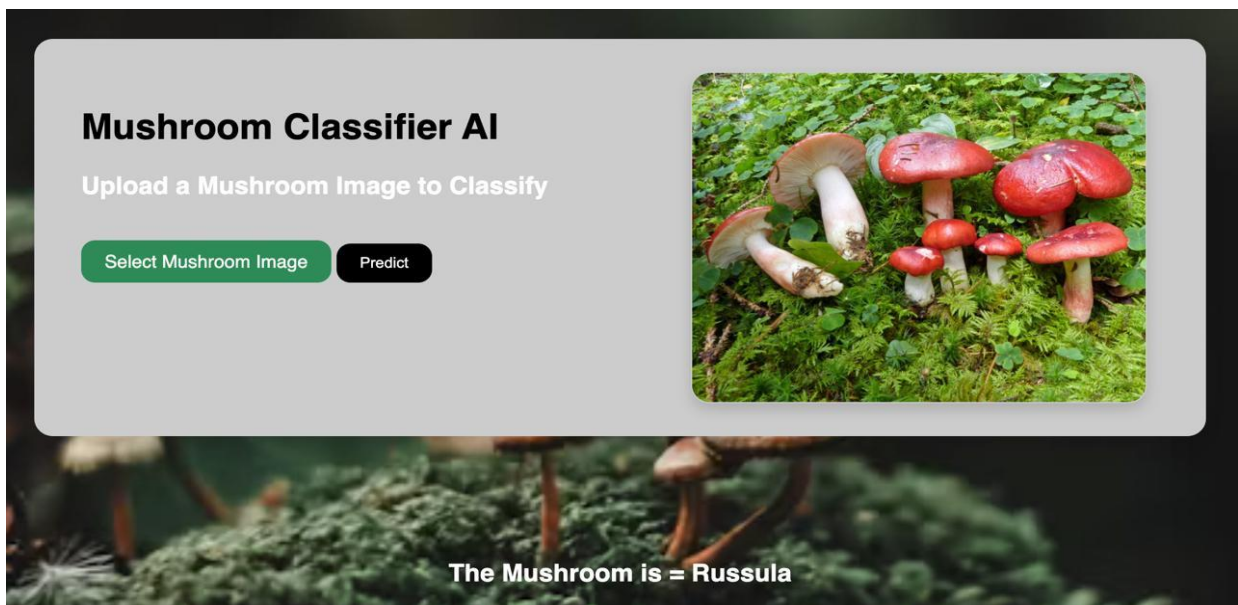 Mushroom Classifier AI
Upload a Mushroom Image to Classify
Select Mushroom Image
Predict
The Mushroom is = Russula